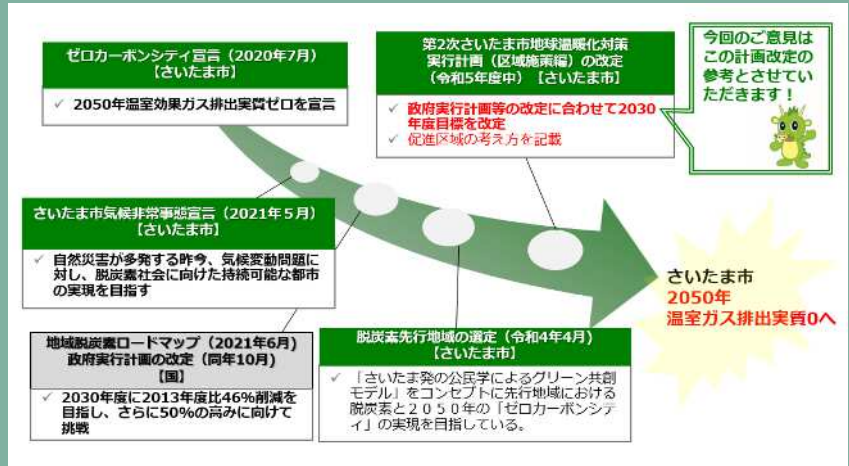 ゼロカーボンシティ宣言（2020年7月）
【さいたま市】
✓ 2050年温室効果ガス排出実質ゼロを宣言
第2次さいたま市地球温暖化対策
実行計画（区域施策編）の改定
（令和5年度中）【さいたま市】
✓ 政府実行計画等の改定に合わせて2030
年度目標を改定
✓ 促進区域の考え方を記載
今回のご意見は
この計画改定の
参考とさせてい
ただきます！
さいたま市気候非常事態宣言（2021年５月）
【さいたま市】
✓ 自然災害が多発する昨今、気候変動問題に
対し、脱炭素社会に向けた持続可能な都市
の実現を目指す
地域脱炭素ロードマップ（2021年6月）
政府実行計画の改定（同年10月）
【国】
✓ 2030年度に2013年度比46%削減を
目指し、さらに50%の高みに向けて
挑戦
脱炭素先行地域の選定（令和4年4月)
【さいたま市】
✓ 「さいたま発の公民学によるグリーン共創
モデル」をコンセプトに先行地域における
脱炭素と２０５０年の「ゼロカーボンシテ
ィ」の実現を目指している。
さいたま市
2050年
温室ガス排出実質0へ